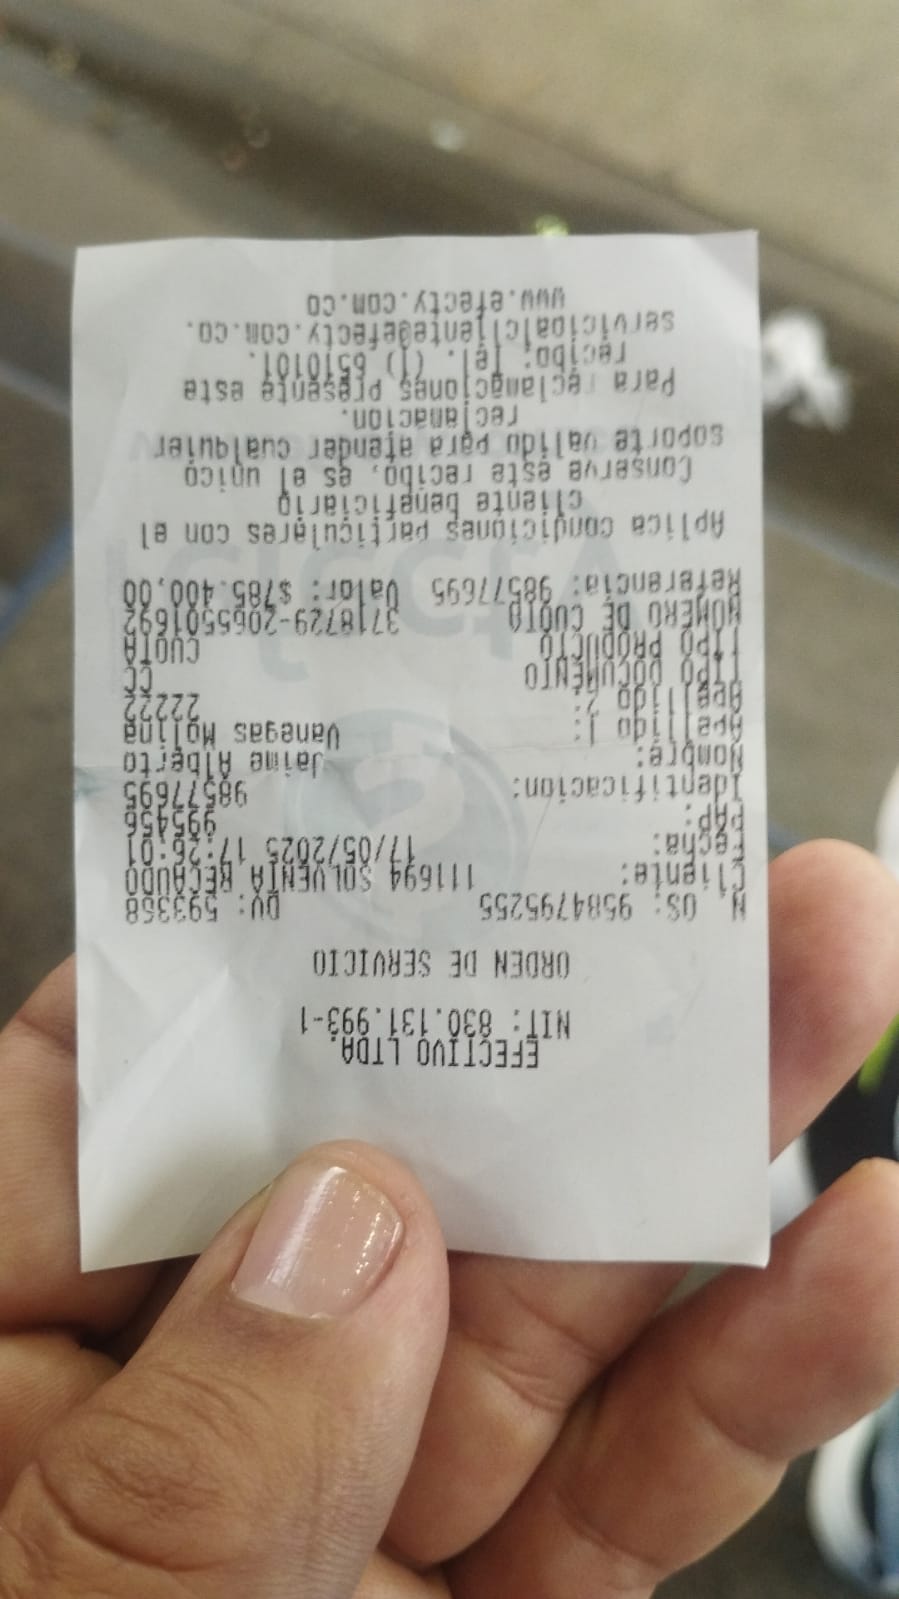 EFECTIVO LTDA.
NIT: 830.131.993-1
ORDEN DE SERVICIO
N. OS: 9584795255 DV: 593358
Cliente: 111694 SOLVENTA RECAUDO
Fecha: 17/05/2025 17:26:01
PAP: 995456
Identificacion: 98577695
Nombre: Jaime Alberto
Apellido 1: Vanegas Molina
Apellido 2: 22222
TIPO DOCUMENTO CC
TIPO PRODUCTO CUOTA
NUMERO DE CUOTA 3718729-2065501692
Referencia: 98577695 Valor: $785.400,00
Aplica condiciones particulares con el
cliente beneficiario
Conserve este recibo, es el unico
soporte valido para atender cualquier
reclamacion.
Para reclamaciones presente este
recibo: Tel. (1) 6510101.
servicioalcliente@efecty.com.co.
www.efecty.com.co